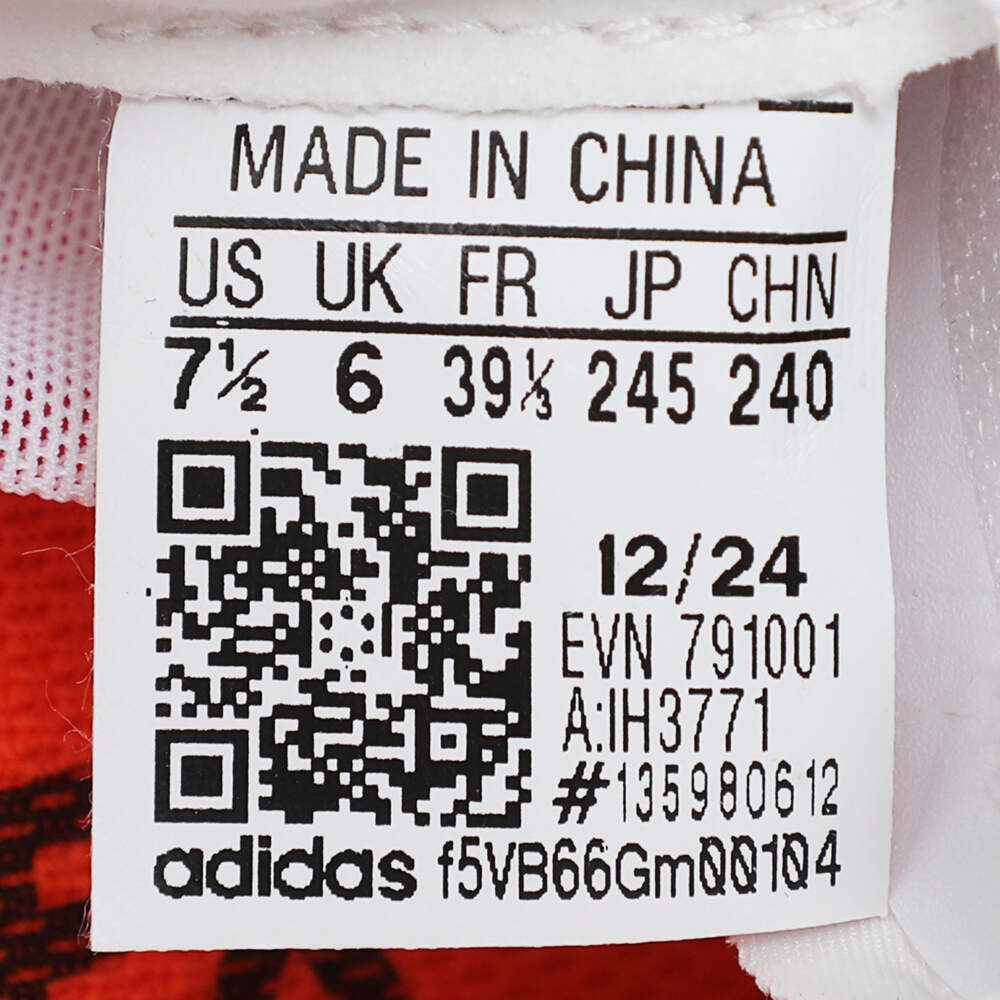 MADE IN CHINA
US UK FR JP CHN
7½ 6 39⅓ 245 240
12/24
EVN 791001
A:IH3771
#135980612
adidas f5VB66Gm00104